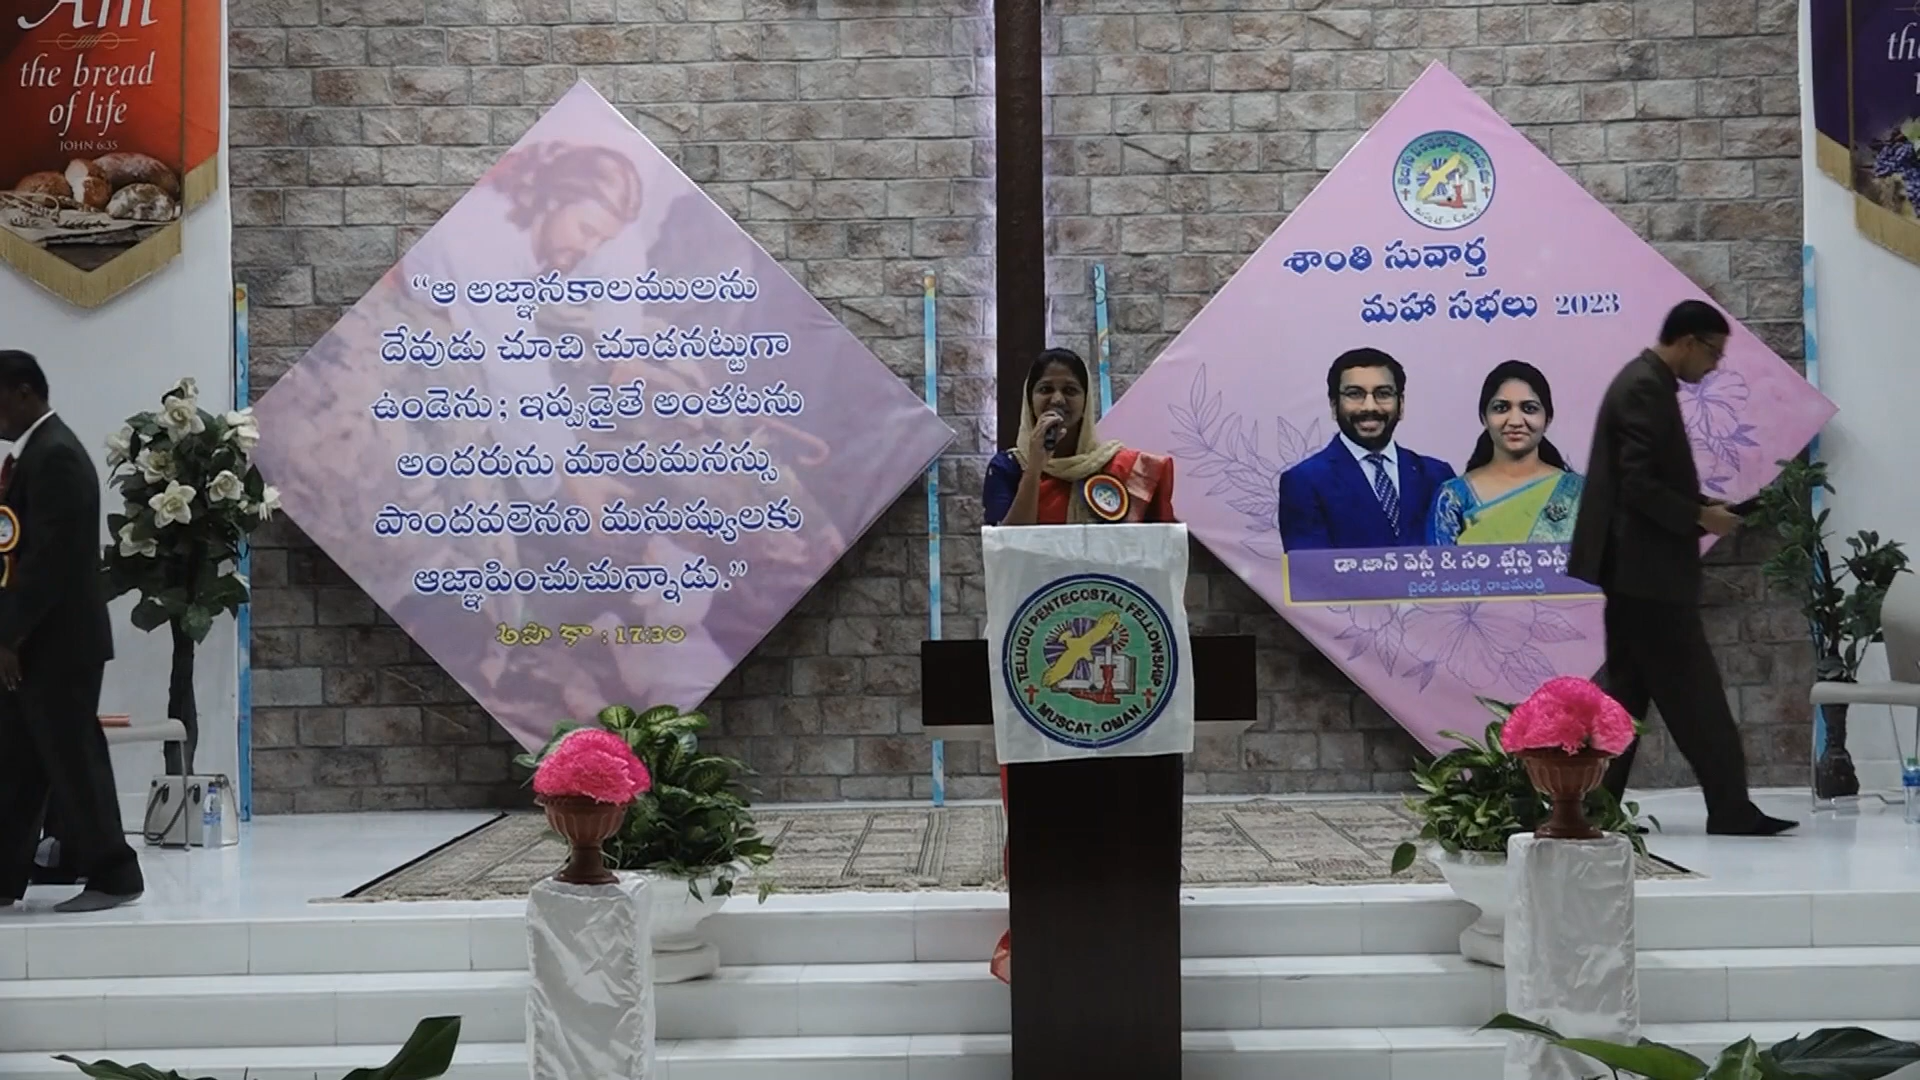 Am
the bread
of life
JOHN 6:35
“ఆ అజ్ఞానకాలములను
దేవుడు చూచి చూడనట్టుగా
ఉండెను; ఇప్పుడైతే అంతటను
అందరును మారుమనస్సు
పొందవలెనని మనుష్యులకు
ఆజ్ఞాపించుచున్నాడు.”
అపొ కా : 17:30
శాంతి సువార్త
మహా సభలు 2023
డా.జాన్ వెస్లీ & సరి .బ్లేస్సీ వెస్లీ
TELUGU PENTECOSTAL FELLOWSHIP
MUSCAT - OMAN